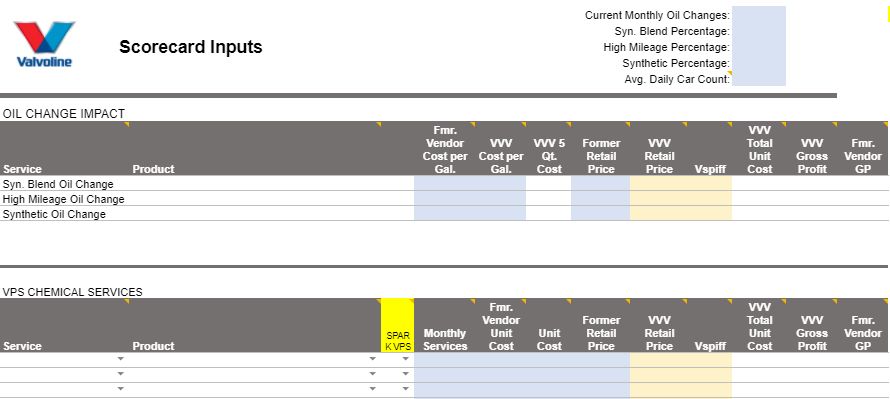 Valvoline
Scorecard Inputs
Current Monthly Oil Changes:
Syn. Blend Percentage:
High Mileage Percentage:
Synthetic Percentage:
Avg. Daily Car Count:
OIL CHANGE IMPACT
Service Product Fmr. Vendor Cost per Gal. VVV Cost per Gal. VVV 5 Qt. Cost Former Retail Price VVV Retail Price Vspiff VVV Total Unit Cost VVV Gross Profit Fmr. Vendor GP
Syn. Blend Oil Change
High Mileage Oil Change
Synthetic Oil Change
VPS CHEMICAL SERVICES
Service Product SPAR K VPS Monthly Services Fmr. Vendor Unit Cost Unit Cost Former Retail Price VVV Retail Price Vspiff VVV Total Unit Cost VVV Gross Profit Fmr. Vendor GP